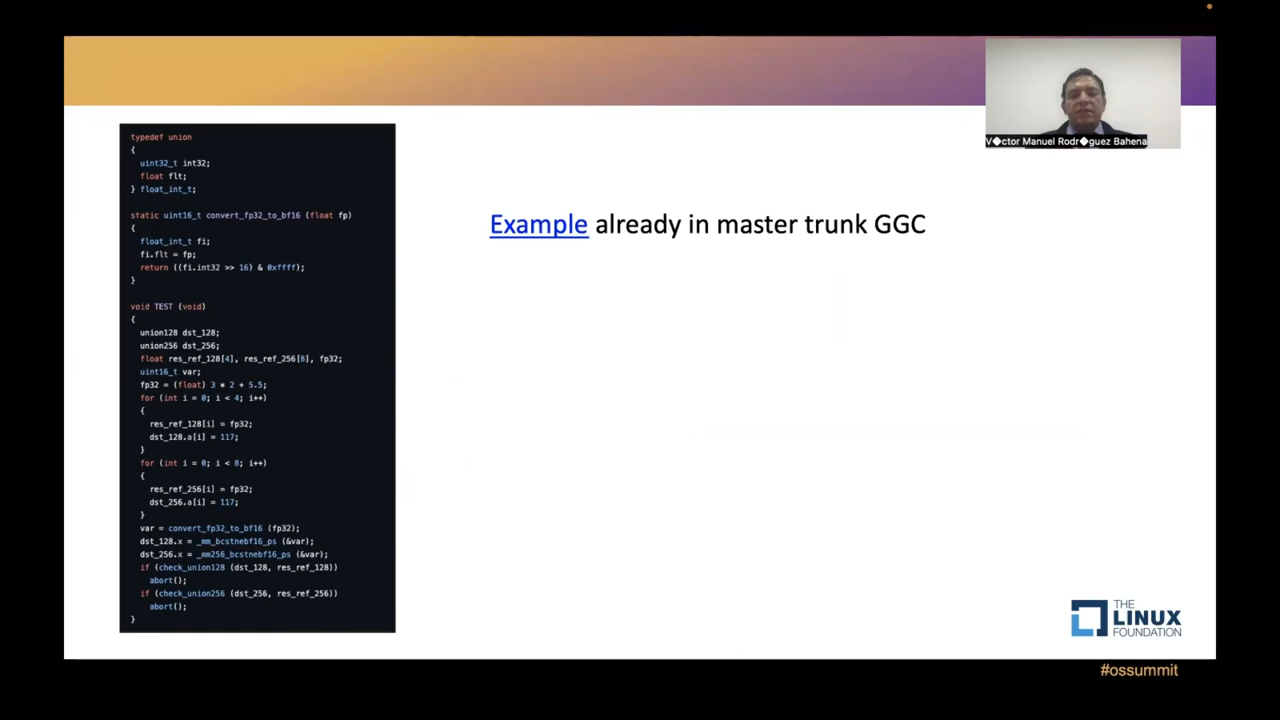 V�ctor Manuel Rodr�guez Bahena
typedef union
{
  uint32_t int32;
  float flt;
} float_int_t;
static uint16_t convert_fp32_to_bf16 (float fp)
{
  float_int_t fi;
  fi.flt = fp;
  return ((fi.int32 >> 16) & 0xffff);
}
void TEST (void)
{
  union128 dst_128;
  union256 dst_256;
  float res_ref_128[4], res_ref_256[8], fp32;
  uint16_t var;
  fp32 = (float) 3 * 2 + 5.5;
  for (int i = 0; i < 4; i++)
  {
    res_ref_128[i] = fp32;
    dst_128.a[i] = 117;
  }
  for (int i = 0; i < 8; i++)
  {
    res_ref_256[i] = fp32;
    dst_256.a[i] = 117;
  }
  var = convert_fp32_to_bf16 (fp32);
  dst_128.x = _mm_bcstnebf16_ps (&var);
  dst_256.x = _mm256_bcstnebf16_ps (&var);
  if (check_union128 (dst_128, res_ref_128))
    abort();
  if (check_union256 (dst_256, res_ref_256))
    abort();
}
Example already in master trunk GGC
THE
LINUX
FOUNDATION
#ossummit